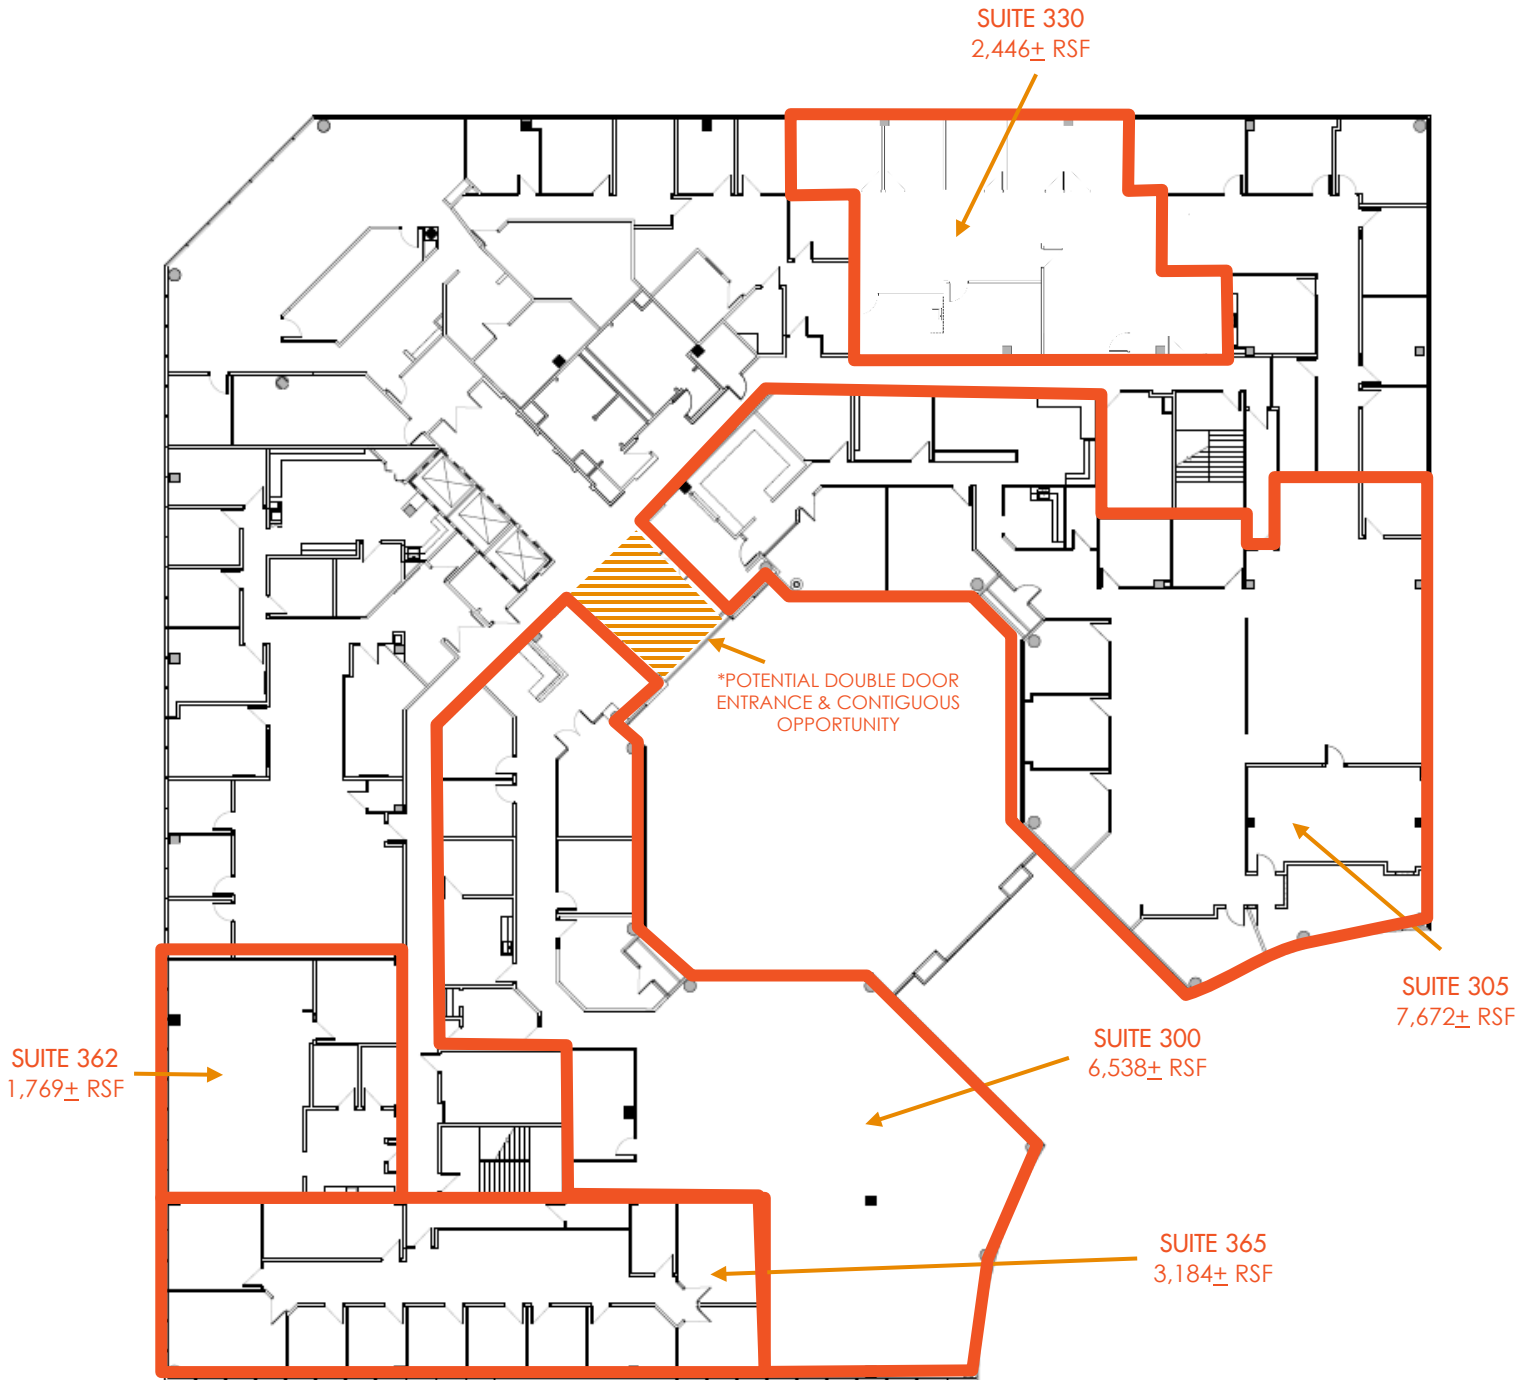 SUITE 330
2,446± RSF
*POTENTIAL DOUBLE DOOR
ENTRANCE & CONTIGUOUS
OPPORTUNITY
SUITE 305
7,672± RSF
SUITE 300
6,538± RSF
SUITE 362
1,769± RSF
SUITE 365
3,184± RSF